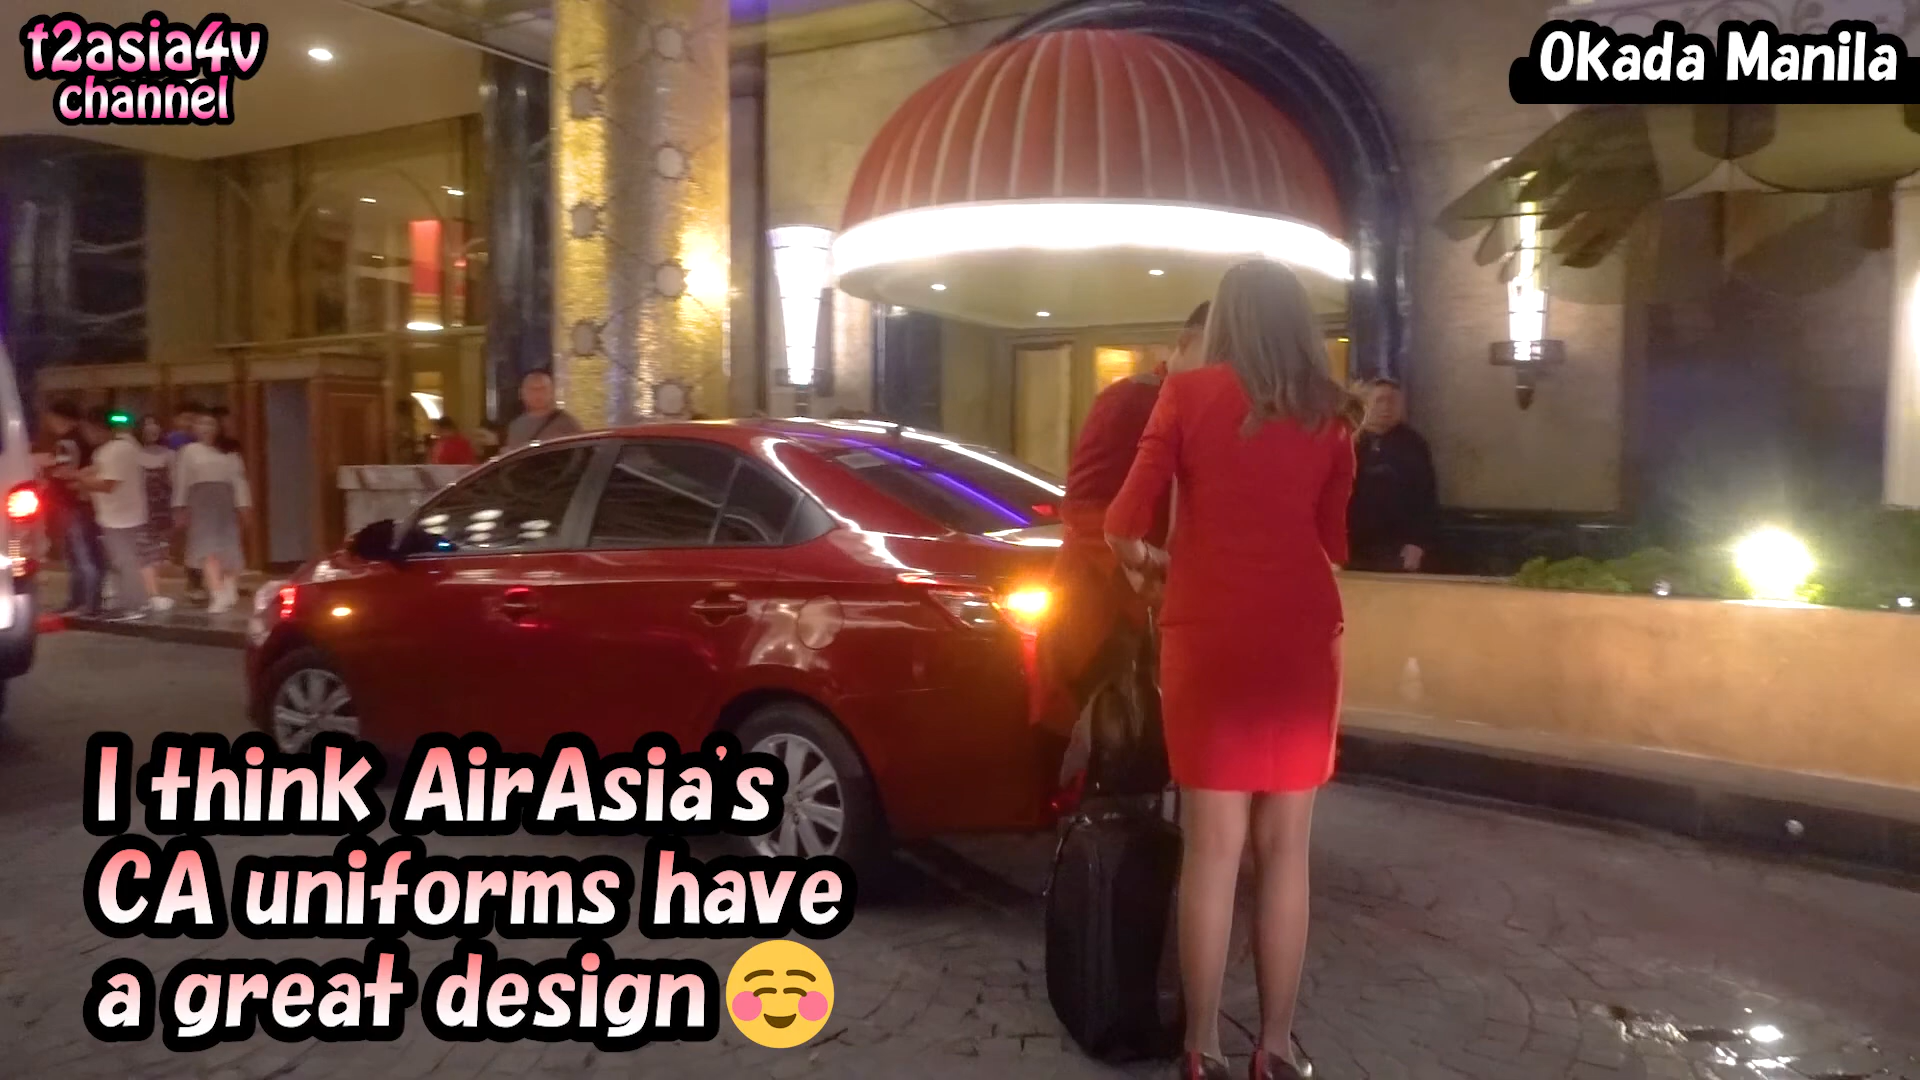 t2asia4v
channel
Okada Manila
I think AirAsia's
CA uniforms have
a great design☺️